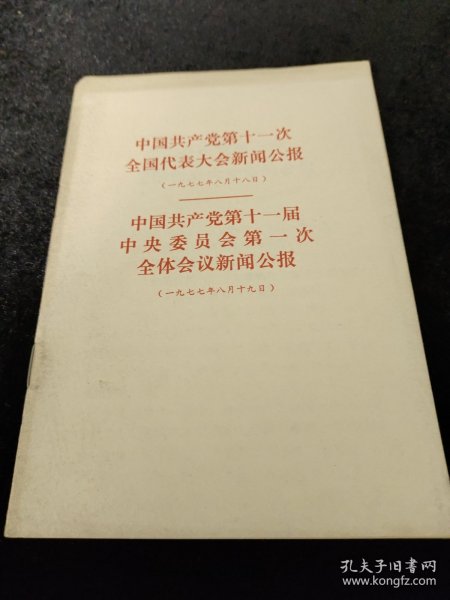 中国共产党第十一次
全国代表大会新闻公报
(一九七七年八月十八日)
中国共产党第十一届
中央委员会第一次
全体会议新闻公报
(一九七七年八月十九日)
孔夫子旧书网
www.kongfz.com